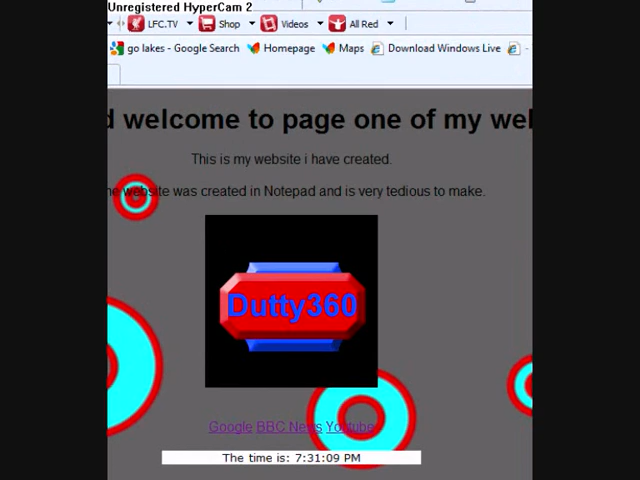 Unregistered HyperCam 2
LFC.TV Shop Videos All Red
go lakes - Google Search Homepage Maps Download Windows Live
d welcome to page one of my wel
This is my website i have created.
he website was created in Notepad and is very tedious to make.
Dutty360
Google BBC News Youtube
The time is: 7:31:09 PM